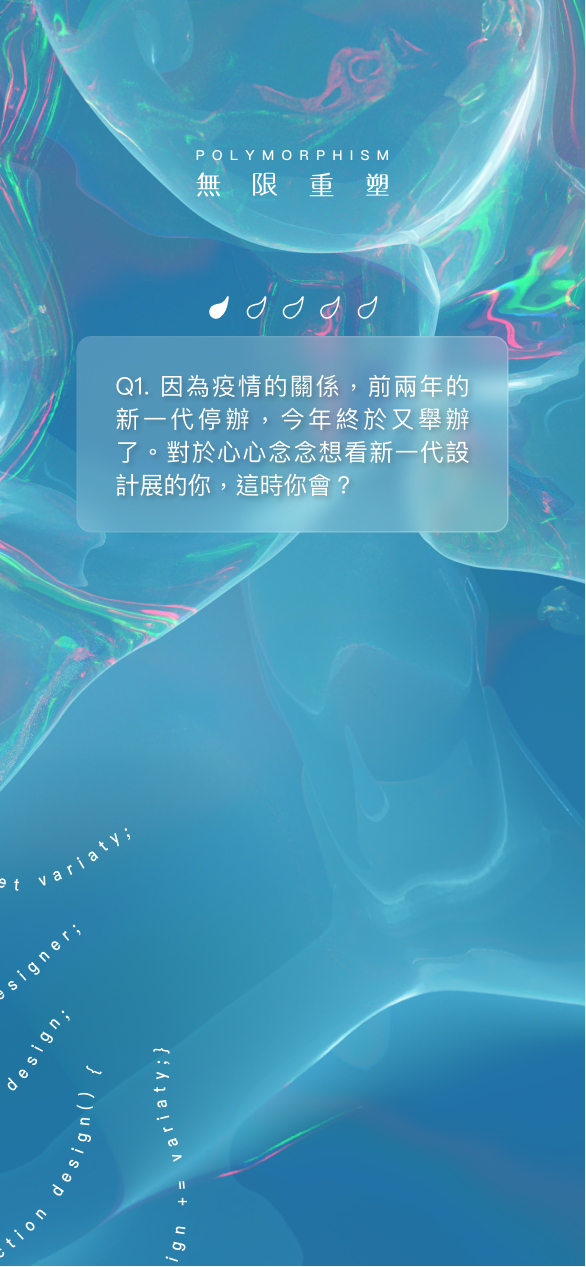 POLYMORPHISM
無限重塑
Q1. 因為疫情的關係，前兩年的
新一代停辦，今年終於又舉辦
了。對於心心念念想看新一代設
計展的你，這時你會？
et variaty;
esigner;
design;
ction design() {
ign += variaty;}